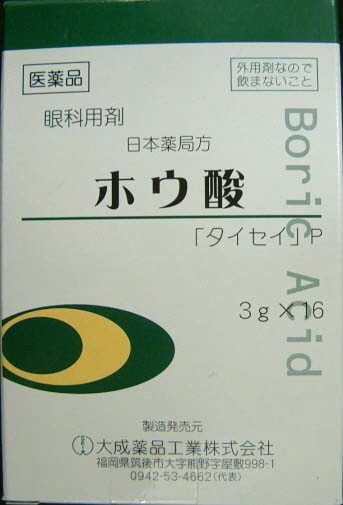 医薬品
外用剤なので
飲まないこと
眼科用剤
日本薬局方
ホウ酸
Boric Acid
「タイセイ」P
3g×16
製造発売元
大成薬品工業株式会社
福岡県筑後市大字熊野字屋敷998-1
0942-53-4662(代表)